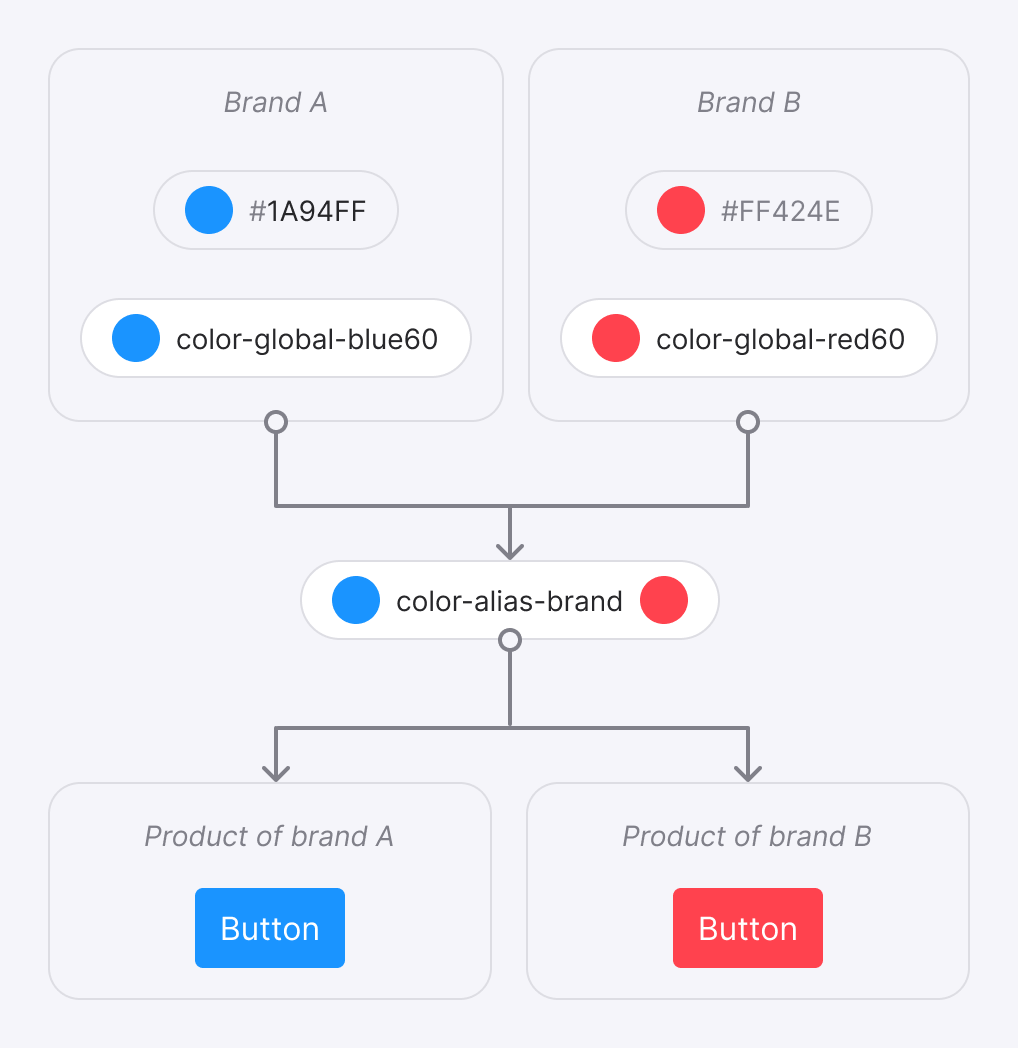 Brand A
#1A94FF
color-global-blue60
Brand B
#FF424E
color-global-red60
color-alias-brand
Product of brand A
Button
Product of brand B
Button